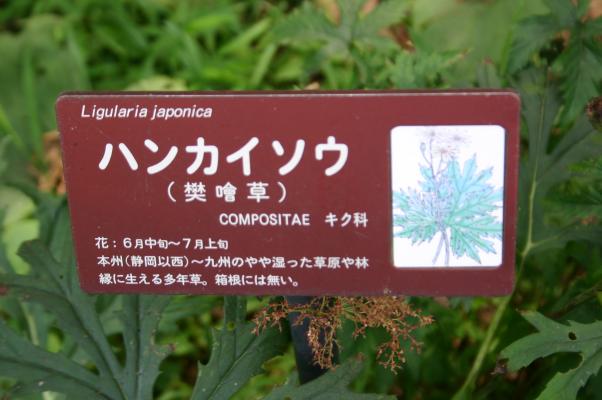 Ligularia japonica
ハンカイソウ
(樊噲草)
COMPOSITAE キク科
花：６月中旬～７月上旬
本州(静岡以西)～九州のやや湿った草原や林
縁に生える多年草。箱根には無い。